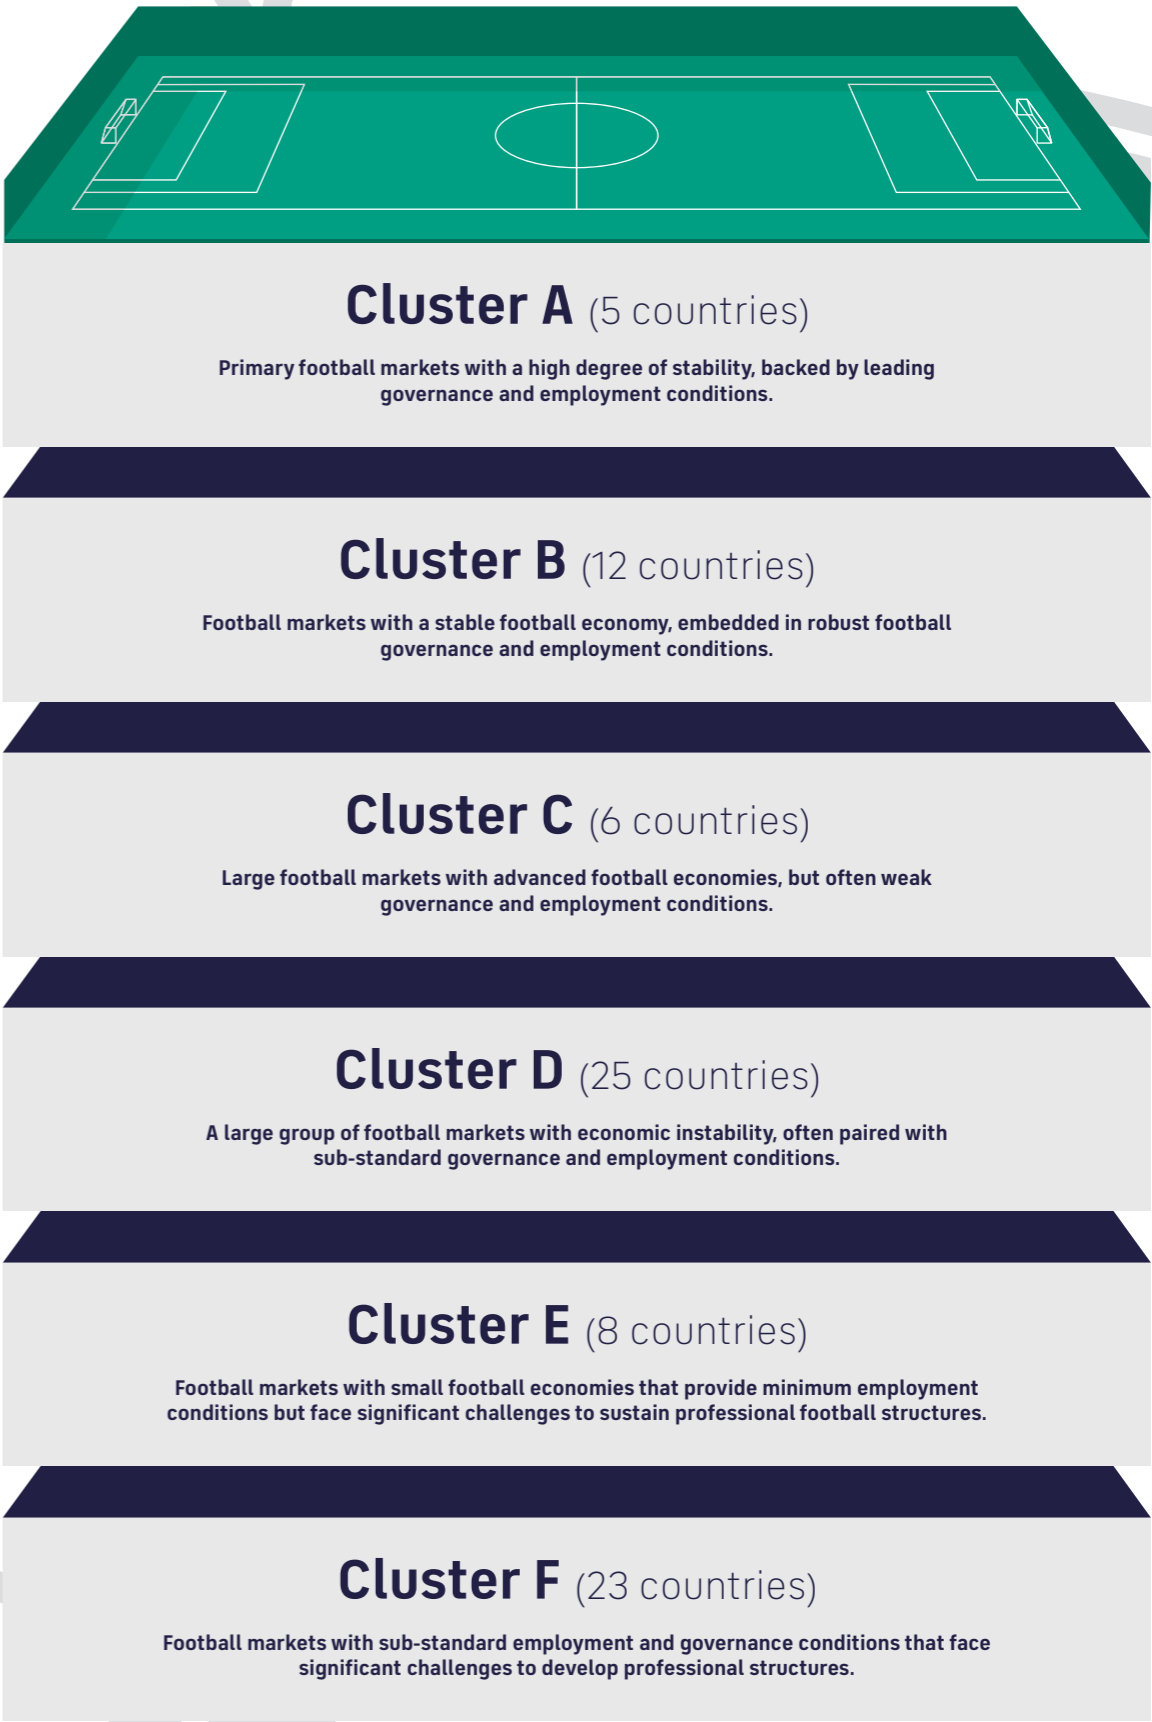 Cluster A (5 countries)
Primary football markets with a high degree of stability, backed by leading
governance and employment conditions.
Cluster B (12 countries)
Football markets with a stable football economy, embedded in robust football
governance and employment conditions.
Cluster C (6 countries)
Large football markets with advanced football economies, but often weak
governance and employment conditions.
Cluster D (25 countries)
A large group of football markets with economic instability, often paired with
sub-standard governance and employment conditions.
Cluster E (8 countries)
Football markets with small football economies that provide minimum employment
conditions but face significant challenges to sustain professional football structures.
Cluster F (23 countries)
Football markets with sub-standard employment and governance conditions that face
significant challenges to develop professional structures.